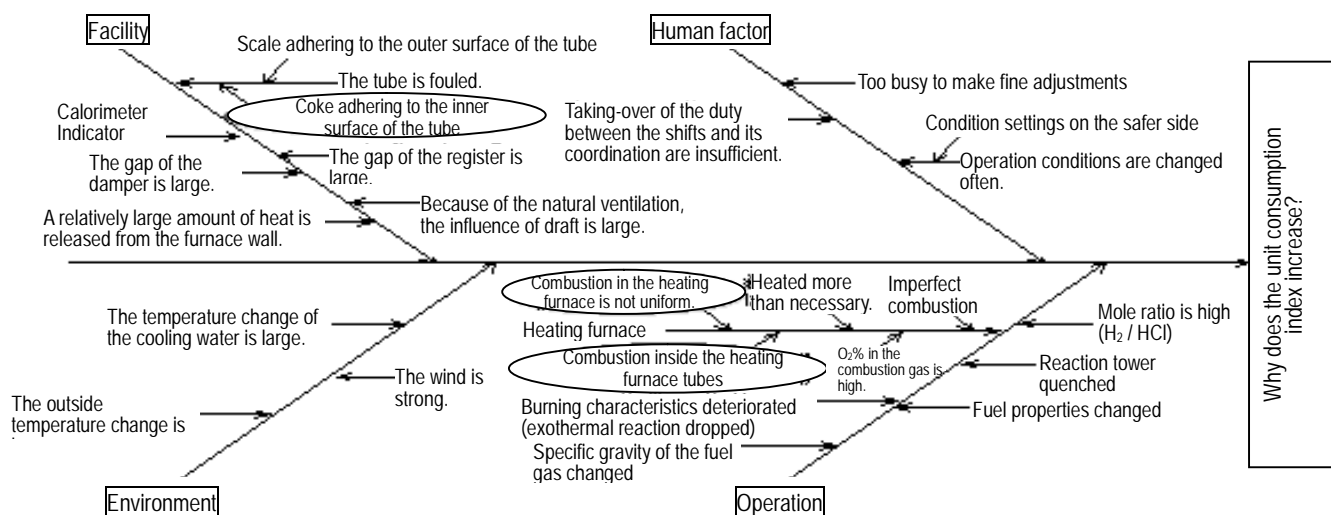 Facility
Scale adhering to the outer surface of the tube
The tube is fouled.
Coke adhering to the inner
surface of the tube
Calorimeter
Indicator
The gap of the
damper is large.
The gap of the register is
large.
A relatively large amount of heat is
released from the furnace wall.
Because of the natural ventilation,
the influence of draft is large.
Human factor
Too busy to make fine adjustments
Taking-over of the duty
between the shifts and its
coordination are insufficient.
Condition settings on the safer side
Operation conditions are changed
often.
Why does the unit consumption
index increase?
The temperature change of
the cooling water is large.
The wind is
strong.
The outside
temperature change is
Environment
Combustion in the heating
furnace is not uniform.
Heated more
than necessary.
Imperfect
combustion
Heating furnace
Mole ratio is high
(H₂ / HCl)
Combustion inside the heating
furnace tubes
O₂% in the
combustion gas is
high.
Reaction tower
quenched
Burning characteristics deteriorated
(exothermal reaction dropped)
Fuel properties changed
Specific gravity of the fuel
gas changed
Operation